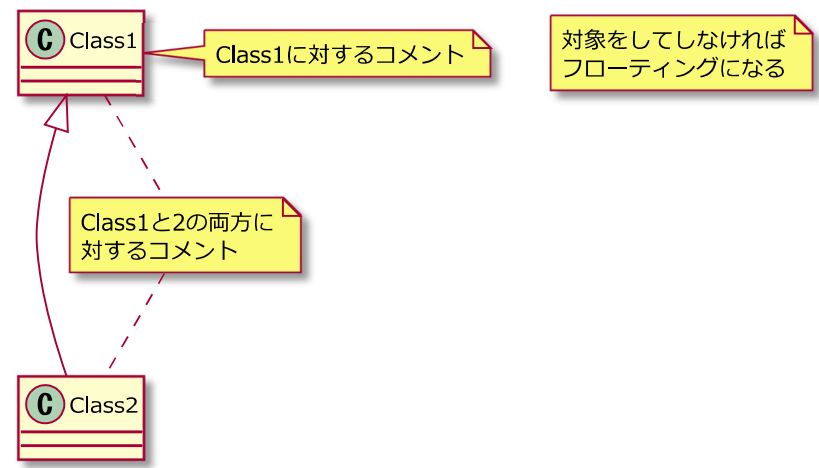 C Class1
Class1に対するコメント
対象をしてしなければ
フローティングになる
Class1と2の両方に
対するコメント
C Class2